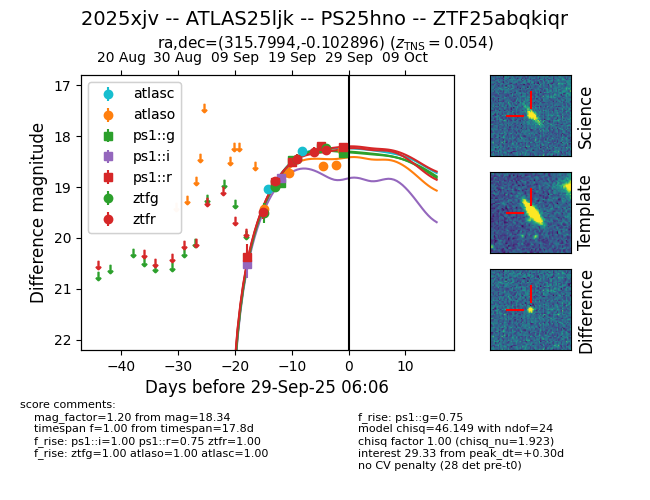 2025xjv -- ATLAS25ljk -- PS25hno -- ZTF25abqkiqr
ra,dec=(315.7994,-0.102896) (z_TNS = 0.054)
20 Aug 30 Aug 09 Sep 19 Sep 29 Sep 09 Oct
17
18
19
20
21
22
Difference magnitude
atlasc
atlaso
ps1::g
ps1::i
ps1::r
ztfg
ztfr
−40 −30 −20 −10 0 10
Days before 29-Sep-25 06:06
Science
Template
Difference
score comments:
mag_factor=1.20 from mag=18.34
timespan f=1.00 from timespan=17.8d
f_rise: ps1::i=1.00 ps1::r=0.75 ztfr=1.00
f_rise: ztfg=1.00 atlaso=1.00 atlasc=1.00
f_rise: ps1::g=0.75
model chisq=46.149 with ndof=24
chisq factor 1.00 (chisq_nu=1.923)
interest 29.33 from peak_dt=+0.30d
no CV penalty (28 det pre-t0)